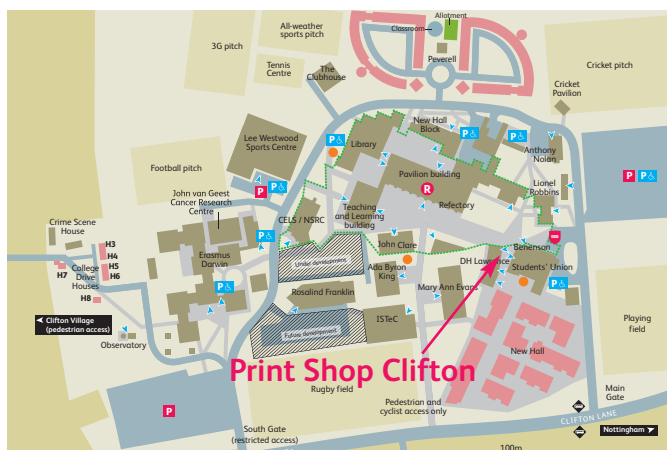 Allotment
Classroom
All-weather
sports pitch
3G pitch
Peverell
Tennis
Centre
The
Clubhouse
Cricket pitch
Cricket
Pavilion
New Hall
Block
P
P
P
Lee Westwood
Sports Centre
Library
Anthony
Nolan
Pavilion building
Football pitch
P
P
R
Lionel
Robbins
P
P
John van Geest
Cancer Research
Centre
Teaching
and Learning
building
Refectory
CELS / NSRC
Crime Scene
House
H3
H4
H5
H6
H7
H8
College
Drive
Houses
Erasmus
Darwin
P
John Clare
Benenson
DH Lawrence
Students' Union
Under development
Ada Byron
King
Mary Ann Evans
P
P
Rosalind Franklin
Clifton Village
(pedestrian access)
Observatory
ISTeC
Future development
Playing
field
New Hall
Print Shop Clifton
Rugby field
P
Pedestrian and
cyclist access only
Main
Gate
CLIFTON LANE
South Gate
(restricted access)
Nottingham
100m